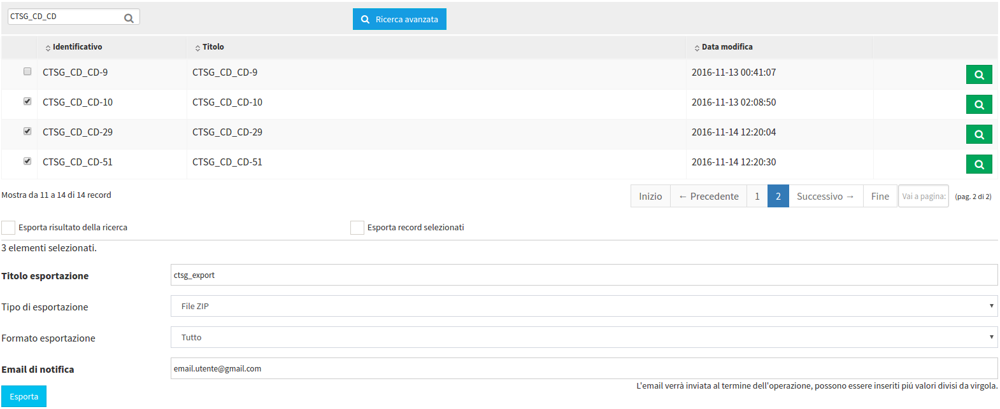 CTSG_CD_CD
Ricerca avanzata
Identificativo Titolo Data modifica
CTSG_CD_CD-9 CTSG_CD_CD-9 2016-11-13 00:41:07
CTSG_CD_CD-10 CTSG_CD_CD-10 2016-11-13 02:08:50
CTSG_CD_CD-29 CTSG_CD_CD-29 2016-11-14 12:20:04
CTSG_CD_CD-51 CTSG_CD_CD-51 2016-11-14 12:20:30
Mostra da 11 a 14 di 14 record Inizio ← Precedente 1 2 Successivo → Fine Vai a pagina: (pag. 2 di 2)
Esporta risultato della ricerca Esporta record selezionati
3 elementi selezionati.
Titolo esportazione ctsg_export
Tipo di esportazione File ZIP
Formato esportazione Tutto
Email di notifica email.utente@gmail.com
L'email verrà inviata al termine dell'operazione, possono essere inseriti piú valori divisi da virgola.
Esporta